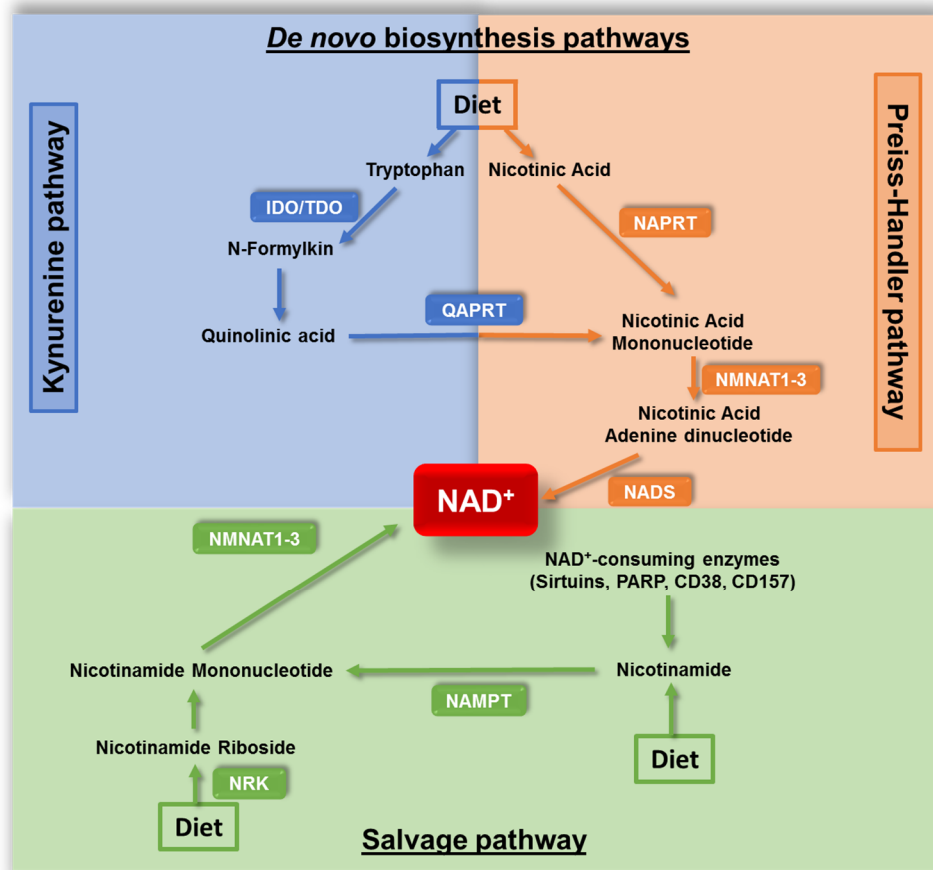 De novo biosynthesis pathways
Kynurenine pathway
Preiss-Handler pathway
Diet
Tryptophan
Nicotinic Acid
IDO/TDO
NAPRT
N-Formylkin
QAPRT
Quinolinic acid
Nicotinic Acid
Mononucleotide
NMNAT1-3
Nicotinic Acid
Adenine dinucleotide
NADS
NAD⁺
NMNAT1-3
NAD⁺-consuming enzymes
(Sirtuins, PARP, CD38, CD157)
Nicotinamide Mononucleotide
Nicotinamide
NAMPT
Nicotinamide Riboside
Diet
NRK
Diet
Salvage pathway